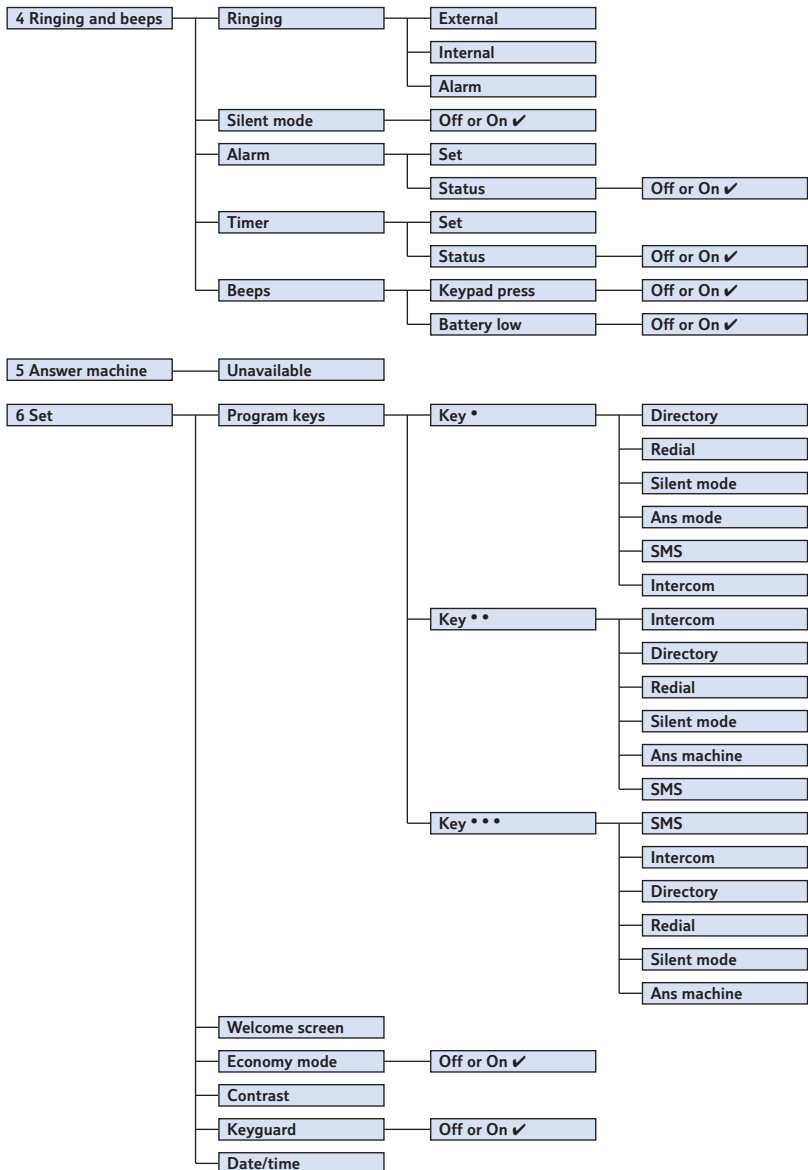 4 Ringing and beeps Ringing External
Internal
Alarm
Silent mode Off or On ✔
Alarm Set
Status Off or On ✔
Timer Set
Status Off or On ✔
Beeps Keypad press Off or On ✔
Battery low Off or On ✔
5 Answer machine Unavailable
6 Set Program keys Key • Directory
Redial
Silent mode
Ans mode
SMS
Intercom
Key • • Intercom
Directory
Redial
Silent mode
Ans machine
SMS
Key • • • SMS
Intercom
Directory
Redial
Silent mode
Ans machine
Welcome screen
Economy mode Off or On ✔
Contrast
Keyguard Off or On ✔
Date/time